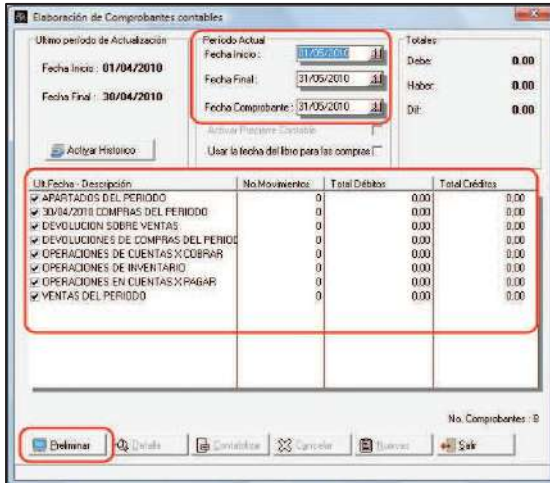 Elaboración de Comprobantes contables
Ultimo período de Actualización
Fecha Inicio : 01/04/2010
Fecha Final : 30/04/2010
Activar Historico
Período Actual
Fecha Inicio : 01/05/2010
Fecha Final : 31/05/2010
Fecha Comprobante : 31/05/2010
Activar Precierre Contable
Usar la fecha del libro para las compras
Totales
Debe: 0.00
Haber: 0.00
Dif: 0.00
Ult.Fecha - Descripción No.Movimientos Total Débitos Total Créditos
APARTADOS DEL PERIODO 0 0.00 0.00
30/04/2010 COMPRAS DEL PERIODO 0 0.00 0.00
DEVOLUCION SOBRE VENTAS 0 0.00 0.00
DEVOLUCIONES DE COMPRAS DEL PERIOD 0 0.00 0.00
OPERACIONES DE CUENTAS X COBRAR 0 0.00 0.00
OPERACIONES DE INVENTARIO 0 0.00 0.00
OPERACIONES EN CUENTAS X PAGAR 0 0.00 0.00
VENTAS DEL PERIODO 0 0.00 0.00
No. Comprobantes : 8
Preliminar Detalle Contabilizar Cancelar Nuevos Salir